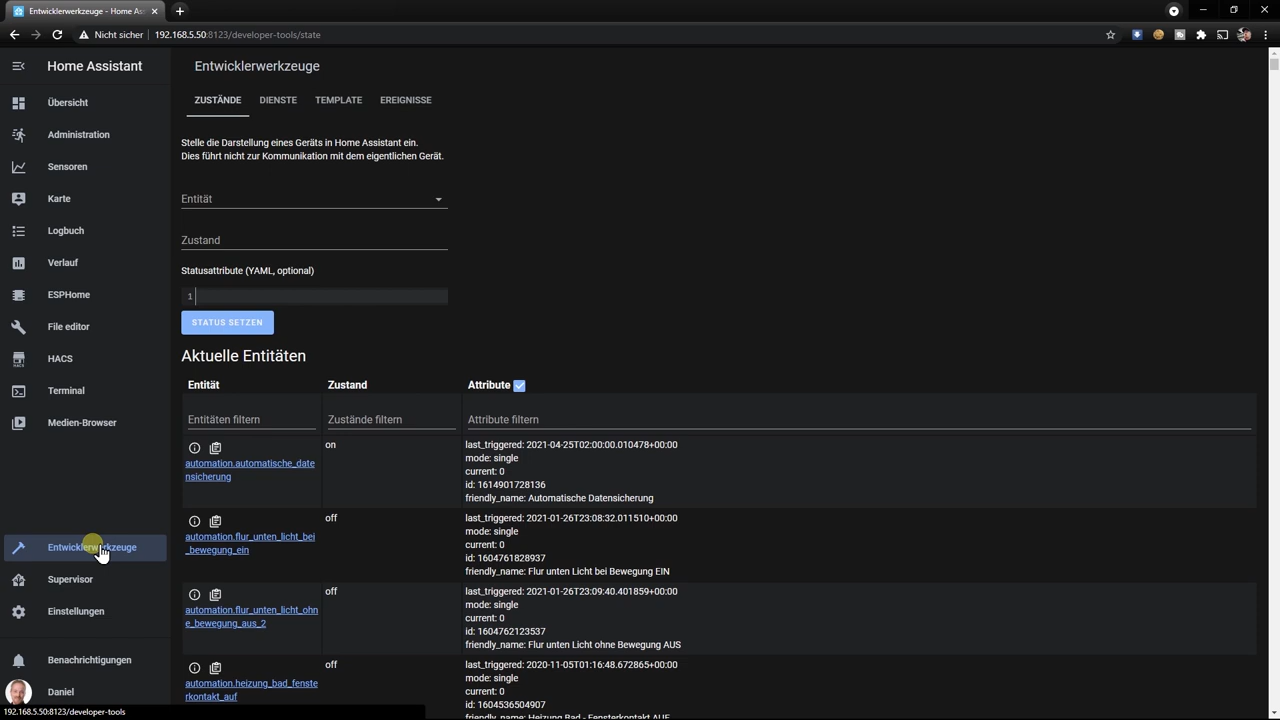 Entwicklerwerkzeuge - Home Ass
Nicht sicher
192.168.5.50:8123/developer-tools/state
Home Assistant
Übersicht
Administration
Sensoren
Karte
Logbuch
Verlauf
ESPHome
File editor
HACS
Terminal
Medien-Browser
Entwicklerwerkzeuge
Supervisor
Einstellungen
Benachrichtigungen
Daniel
192.168.5.50:8123/developer-tools
Entwicklerwerkzeuge
ZUSTÄNDE DIENSTE TEMPLATE EREIGNISSE
Stelle die Darstellung eines Geräts in Home Assistant ein.
Dies führt nicht zur Kommunikation mit dem eigentlichen Gerät.
Entität
Zustand
Statusattribute (YAML, optional)
1
STATUS SETZEN
Aktuelle Entitäten
Entität Zustand Attribute
Entitäten filtern Zustände filtern Attribute filtern
automation.automatische_date
nsicherung
on
last_triggered: 2021-04-25T02:00:00.010478+00:00
mode: single
current: 0
id: 1614901728136
friendly_name: Automatische Datensicherung
automation.flur_unten_licht_bei
_bewegung_ein
off
last_triggered: 2021-01-26T23:08:32.011510+00:00
mode: single
current: 0
id: 1604761828937
friendly_name: Flur unten Licht bei Bewegung EIN
automation.flur_unten_licht_ohn
e_bewegung_aus_2
off
last_triggered: 2021-01-26T23:09:40.401859+00:00
mode: single
current: 0
id: 1604762123537
friendly_name: Flur unten Licht ohne Bewegung AUS
automation.heizung_bad_fenste
rkontakt_auf
off
last_triggered: 2020-11-05T01:16:48.672865+00:00
mode: single
current: 0
id: 1604536504907
friendly_name: Heizung Bad - Fensterkontakt AUF